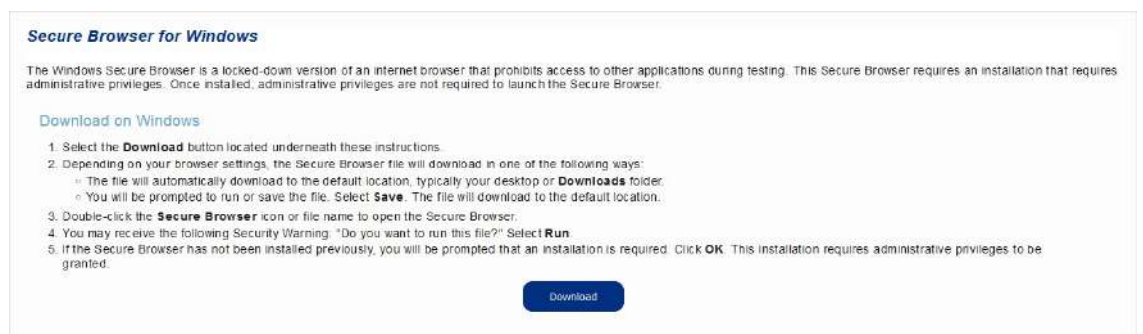 Secure Browser for Windows
The Windows Secure Browser is a locked-down version of an internet browser that prohibits access to other applications during testing. This Secure Browser requires an installation that requires
administrative privileges. Once installed, administrative privileges are not required to launch the Secure Browser.
Download on Windows
1. Select the Download button located underneath these instructions.
2. Depending on your browser settings, the Secure Browser file will download in one of the following ways:
○ The file will automatically download to the default location, typically your desktop or Downloads folder.
○ You will be prompted to run or save the file. Select Save. The file will download to the default location.
3. Double-click the Secure Browser icon or file name to open the Secure Browser.
4. You may receive the following Security Warning: "Do you want to run this file?" Select Run.
5. If the Secure Browser has not been installed previously, you will be prompted that an installation is required. Click OK. This installation requires administrative privileges to be
granted.
Download